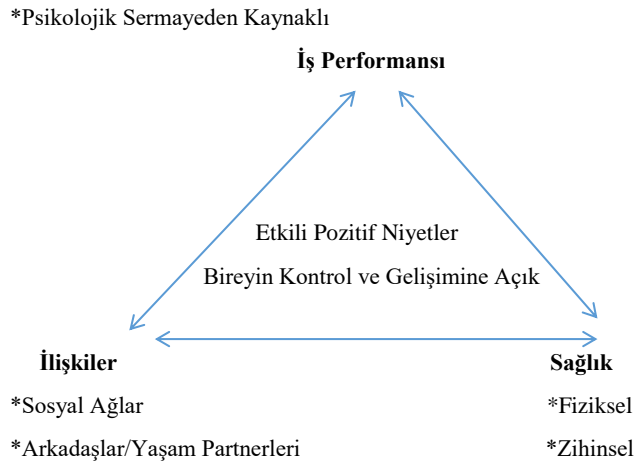 *Psikolojik Sermayeden Kaynaklı
İş Performansı
Etkili Pozitif Niyetler
Bireyin Kontrol ve Gelişimine Açık
İlişkiler
Sağlık
*Sosyal Ağlar
*Fiziksel
*Arkadaşlar/Yaşam Partnerleri
*Zihinsel